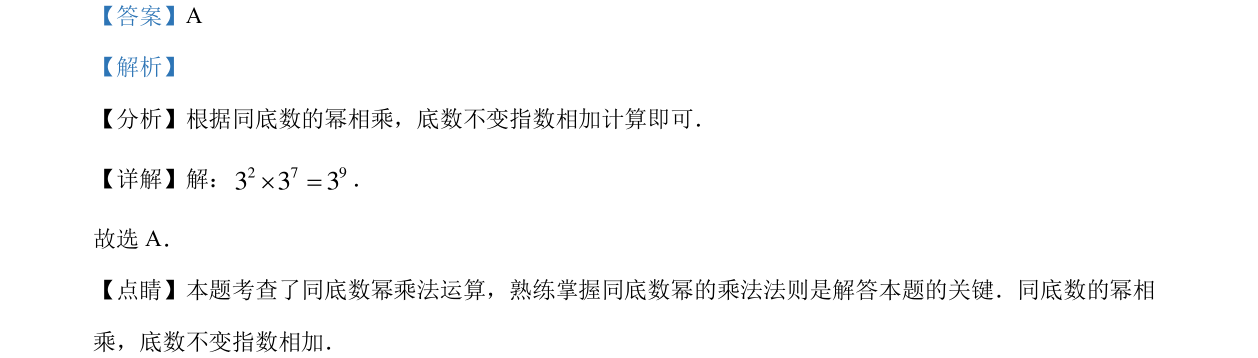 【答案】A
【解析】
【分析】根据同底数的幂相乘，底数不变指数相加计算即可．
【详解】解：3²×3⁷=3⁹．
故选 A．
【点睛】本题考查了同底数幂乘法运算，熟练掌握同底数幂的乘法法则是解答本题的关键．同底数的幂相
乘，底数不变指数相加．